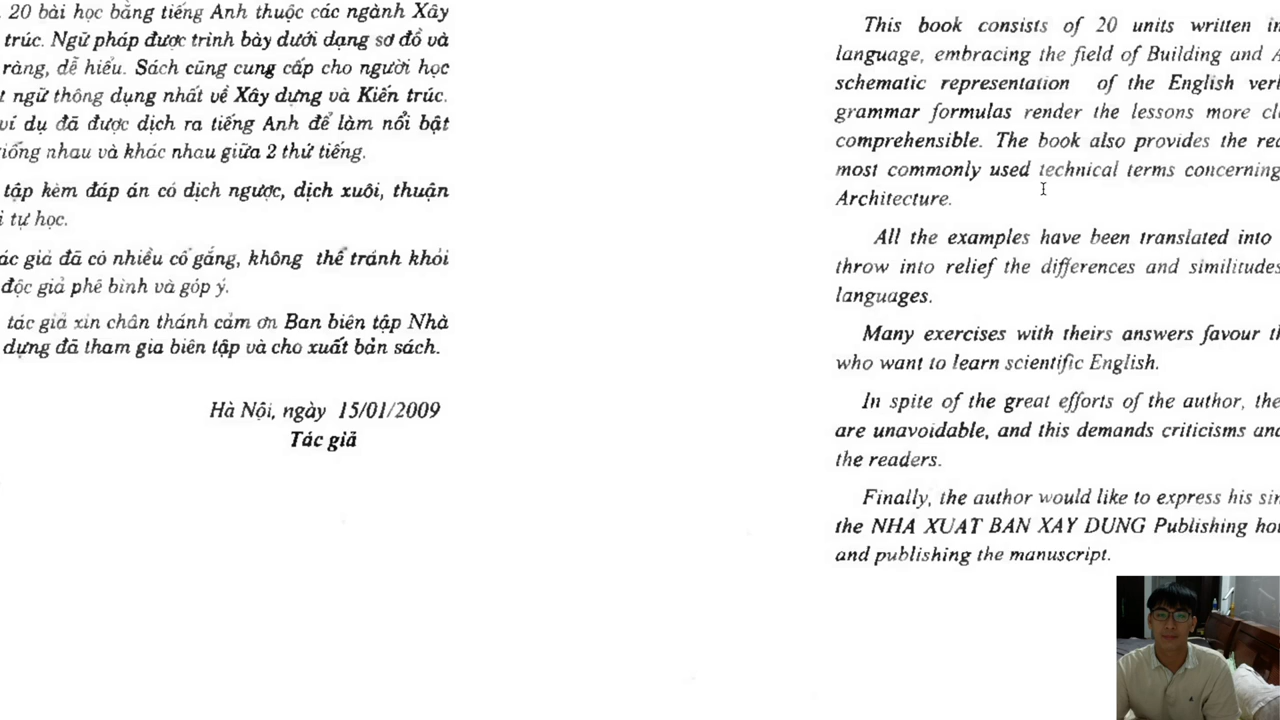 20 bài học bằng tiếng Anh thuộc các ngành Xây
trúc. Ngữ pháp được trình bày dưới dạng sơ đồ và
ràng, dễ hiểu. Sách cũng cung cấp cho người học
ngữ thông dụng nhất về Xây dựng và Kiến trúc.
ví dụ đã được dịch ra tiếng Anh để làm nổi bật
giống nhau và khác nhau giữa 2 thứ tiếng.
tập kèm đáp án có dịch ngược, dịch xuôi, thuận
tự học.
tác giả đã có nhiều cố gắng, không thể tránh khỏi
độc giả phê bình và góp ý.
tác giả xin chân thánh cảm ơn Ban biên tập Nhà
dựng đã tham gia biên tập và cho xuất bản sách.
Hà Nội, ngày 15/01/2009
Tác giả
This book consists of 20 units written in
language, embracing the field of Building and A
schematic representation of the English verb
grammar formulas render the lessons more cle
comprehensible. The book also provides the rea
most commonly used technical terms concerning
Architecture.
All the examples have been translated into
throw into relief the differences and similitudes
languages.
Many exercises with theirs answers favour th
who want to learn scientific English.
In spite of the great efforts of the author, the
are unavoidable, and this demands criticisms and
the readers.
Finally, the author would like to express his sin
the NHA XUAT BAN XAY DUNG Publishing hou
and publishing the manuscript.